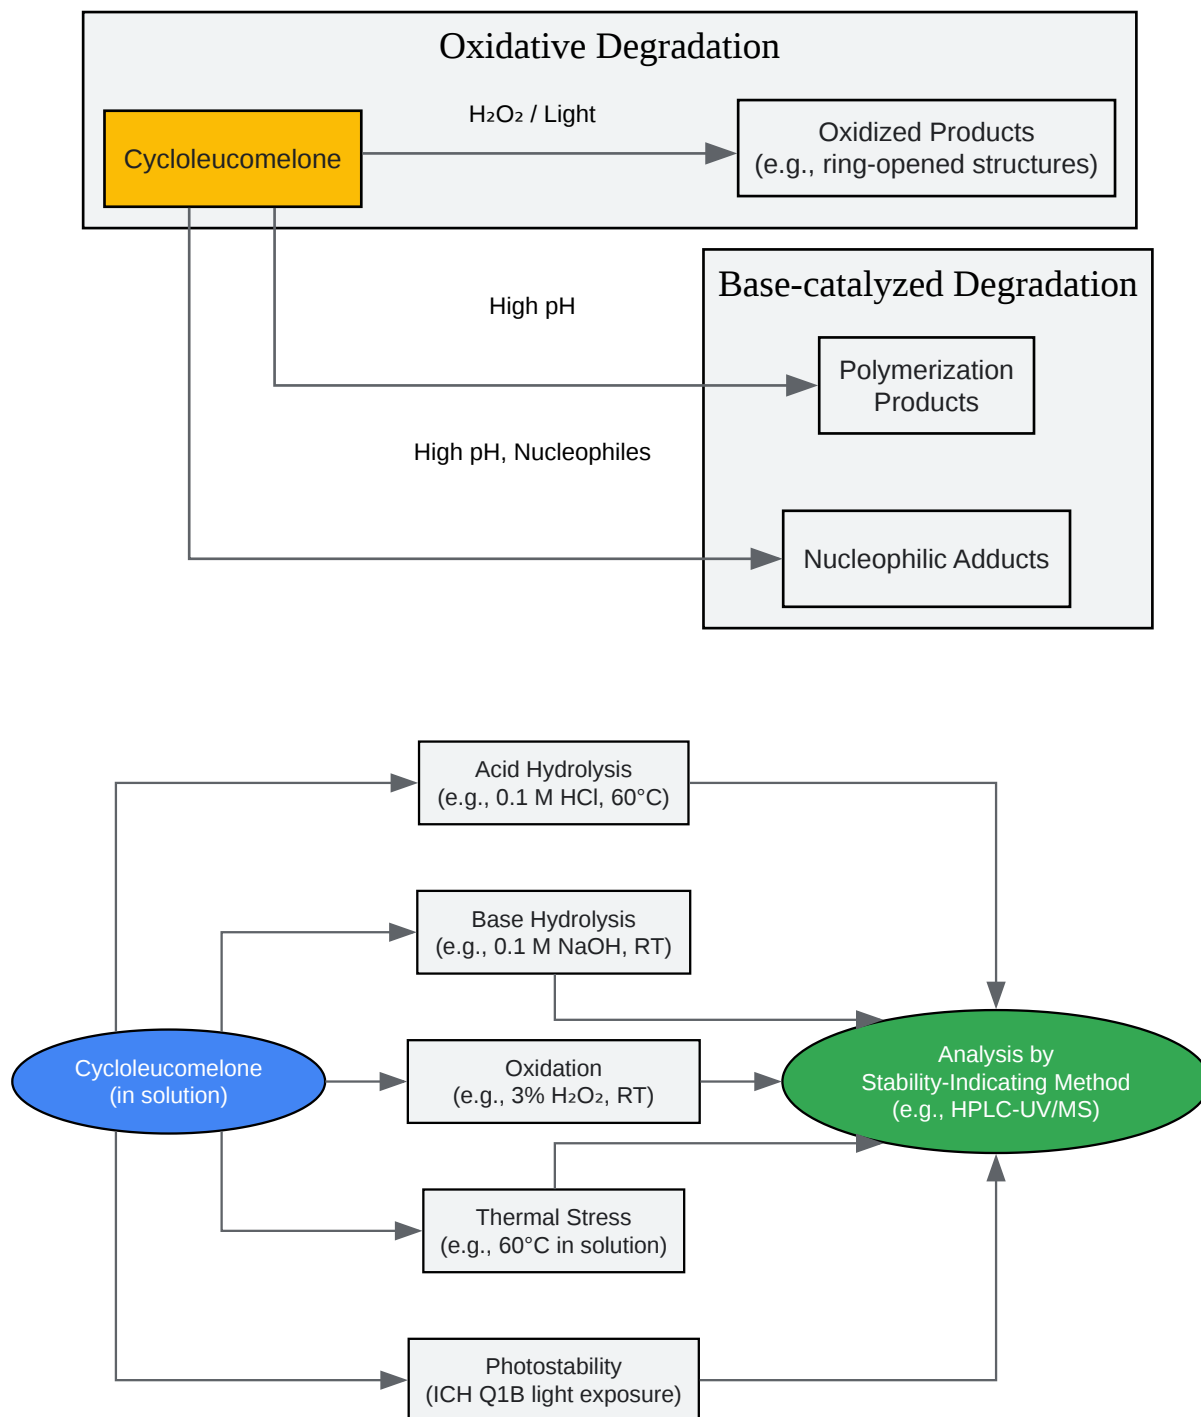 Oxidative Degradation
Cycloleucomelone
H₂O₂ / Light
Oxidized Products
(e.g., ring-opened structures)
Base-catalyzed Degradation
High pH
Polymerization
Products
High pH, Nucleophiles
Nucleophilic Adducts
Acid Hydrolysis
(e.g., 0.1 M HCl, 60°C)
Base Hydrolysis
(e.g., 0.1 M NaOH, RT)
Cycloleucomelone
(in solution)
Oxidation
(e.g., 3% H₂O₂, RT)
Analysis by
Stability-Indicating Method
(e.g., HPLC-UV/MS)
Thermal Stress
(e.g., 60°C in solution)
Photostability
(ICH Q1B light exposure)